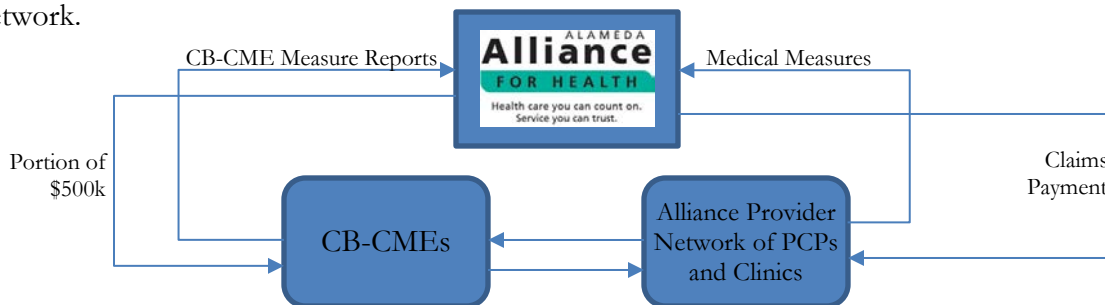 etwork.
ALAMEDA
Alliance
FOR HEALTH
Health care you can count on.
Service you can trust.
CB-CME Measure Reports
Medical Measures
Portion of
$500k
Claims
Payment
CB-CMEs
Alliance Provider
Network of PCPs
and Clinics